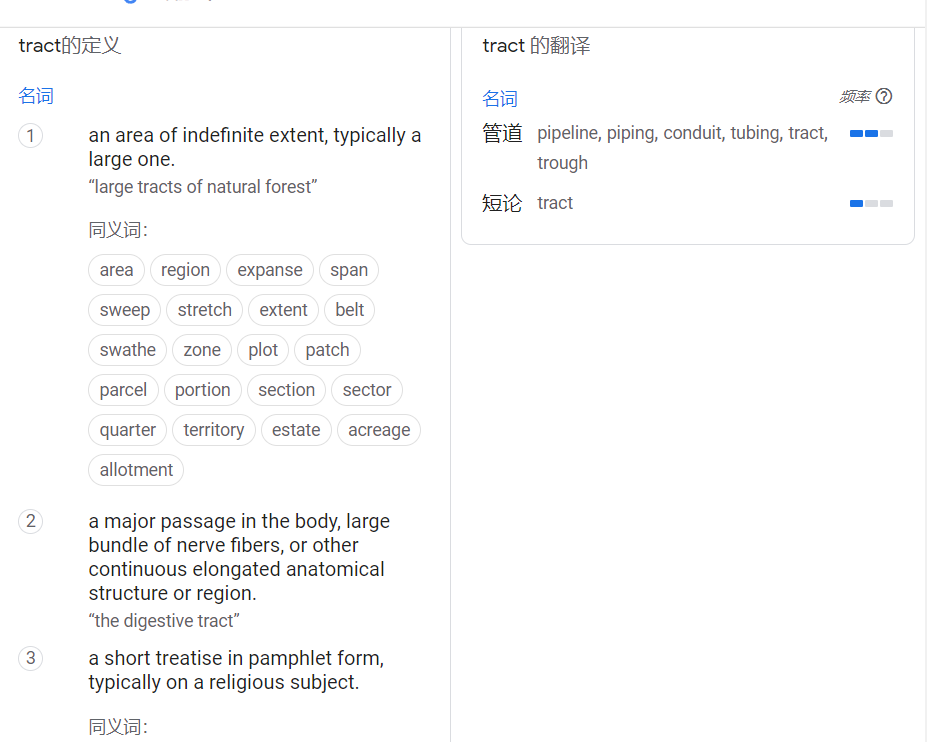 tract的定义
名词
1
an area of indefinite extent, typically a
large one.
“large tracts of natural forest”
同义词:
area region expanse span
sweep stretch extent belt
swathe zone plot patch
parcel portion section sector
quarter territory estate acreage
allotment
2
a major passage in the body, large
bundle of nerve fibers, or other
continuous elongated anatomical
structure or region.
“the digestive tract”
3
a short treatise in pamphlet form,
typically on a religious subject.
同义词:
tract 的翻译
名词 频率 ?
管道 pipeline, piping, conduit, tubing, tract,
trough
短论 tract